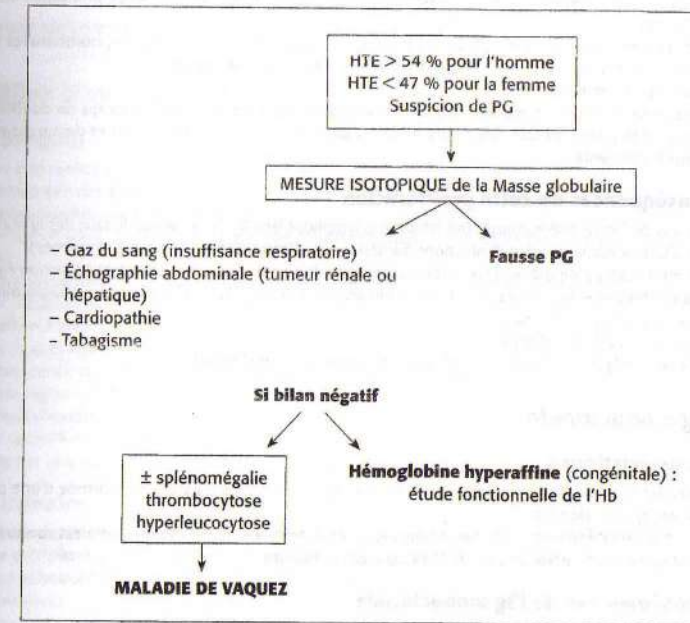 HTE > 54 % pour l'homme
HTE < 47 % pour la femme
Suspicion de PG
MESURE ISOTOPIQUE de la Masse globulaire
– Gaz du sang (insuffisance respiratoire)
– Échographie abdominale (tumeur rénale ou
hépatique)
– Cardiopathie
– Tabagisme
Fausse PG
Si bilan négatif
± splénomégalie
thrombocytose
hyperleucocytose
Hémoglobine hyperaffine (congénitale) :
étude fonctionnelle de l'Hb
MALADIE DE VAQUEZ